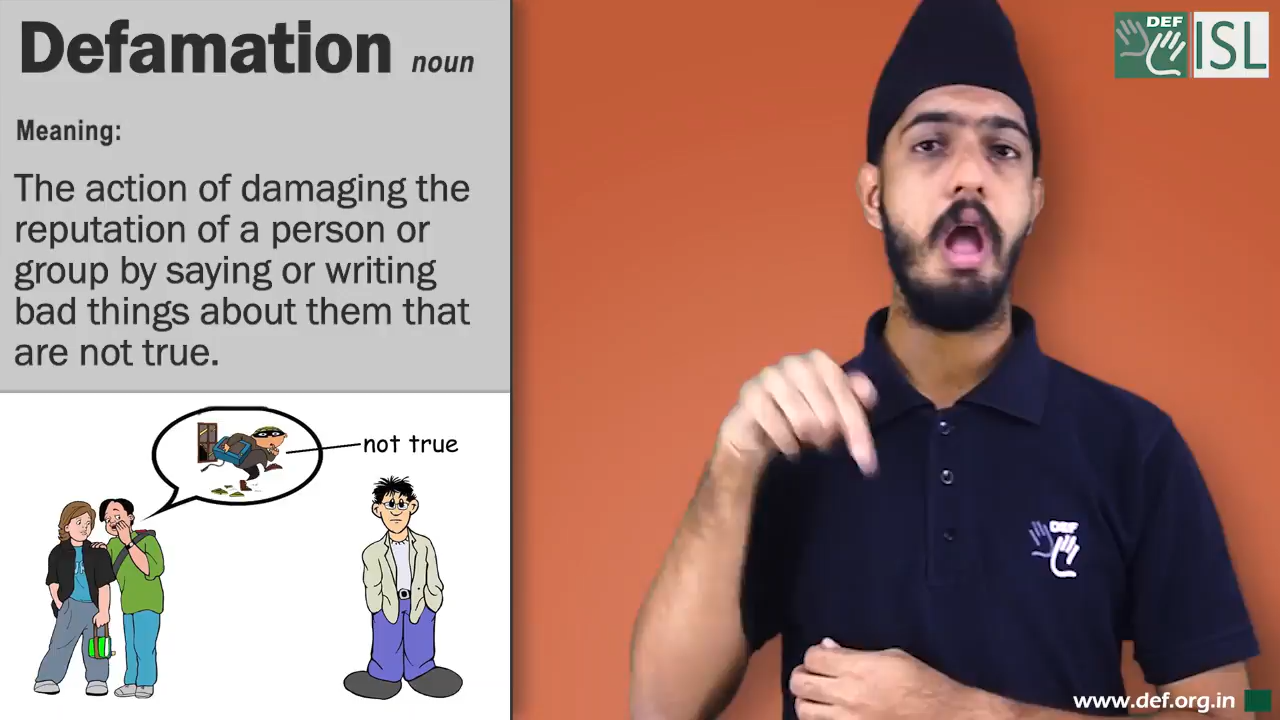 Defamation noun
Meaning:
The action of damaging the
reputation of a person or
group by saying or writing
bad things about them that
are not true.
not true
DEF
ISL
DEF
www.def.org.in